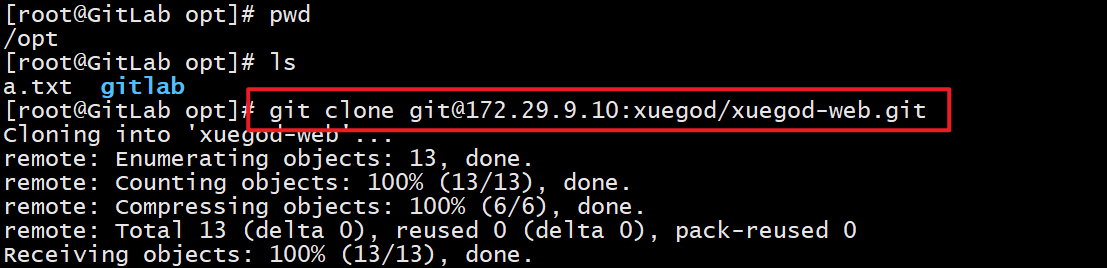 [root@GitLab opt]# pwd
/opt
[root@GitLab opt]# ls
a.txt  gitlab
[root@GitLab opt]# git clone git@172.29.9.10:xuegod/xuegod-web.git
Cloning into 'xuegod-web'...
remote: Enumerating objects: 13, done.
remote: Counting objects: 100% (13/13), done.
remote: Compressing objects: 100% (6/6), done.
remote: Total 13 (delta 0), reused 0 (delta 0), pack-reused 0
Receiving objects: 100% (13/13), done.